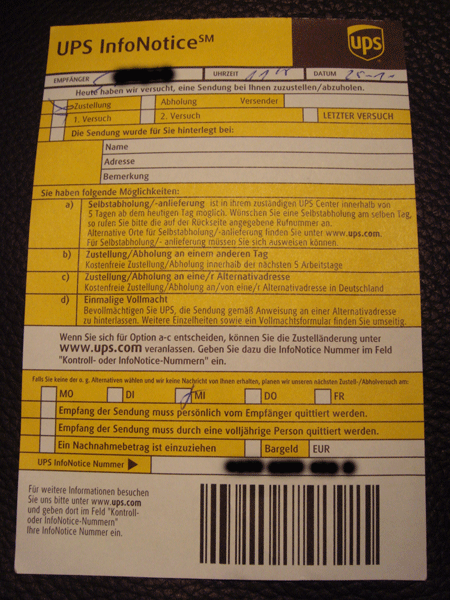 UPS InfoNotice℠
ups
EMPFÄNGER UHRZEIT DATUM
Heute haben wir versucht, eine Sendung bei Ihnen zuzustellen/abzuholen.
Zustellung Abholung Versender
1. Versuch 2. Versuch LETZTER VERSUCH
Die Sendung wurde für Sie hinterlegt bei:
Name
Adresse
Bemerkung
Sie haben folgende Möglichkeiten:
a) Selbstabholung/-anlieferung ist in ihrem zuständigen UPS Center innerhalb von
5 Tagen ab dem heutigen Tag möglich. Wünschen Sie eine Selbstabholung am selben Tag,
so rufen Sie bitte die auf der Rückseite angegebene Rufnummer an.
Alternative Orte für Selbstabholung/-anlieferung finden Sie unter www.ups.com.
Für Selbstabholung/- anlieferung müssen Sie sich Ausweisen können.
b) Zustellung/Abholung an einem anderen Tag
Kostenfreie Zustellung/Abholung innerhalb der nächsten 5 Arbeitstage
c) Zustellung/Abholung an eine/r Alternativadresse
Kostenfreie Zustellung/Abholung an/von eine/r Alternativadresse in Deutschland
d) Einmalige Vollmacht
Bevollmächtigen Sie UPS, die Sendung gemäß Anweisung an einer Alternativadresse
zu hinterlassen. Weitere Einzelheiten sowie ein Vollmachtsformular finden Sie umseitig.
Wenn Sie sich für Option a-c entscheiden, können Sie die Zustelländerung unter
www.ups.com veranlassen. Geben Sie dazu die InfoNotice Nummer im Feld
"Kontroll- oder InfoNotice-Nummern" ein.
Falls Sie keine der o. g. Alternativen wählen und wir keine Nachricht von Ihnen erhalten, planen wir unseren nächsten Zustell-/Abholversuch am:
MO DI MI DO FR
Empfang der Sendung muss persönlich vom Empfänger quittiert werden.
Empfang der Sendung muss durch eine volljährige Person quittiert werden.
Ein Nachnahmebetrag ist einzuziehen Bargeld EUR
UPS InfoNotice Nummer
Für weitere Informationen besuchen
Sie uns bitte unter www.ups.com
und geben dort im Feld "Kontroll-
oder InfoNotice-Nummern"
Ihre InfoNotice Nummer ein.